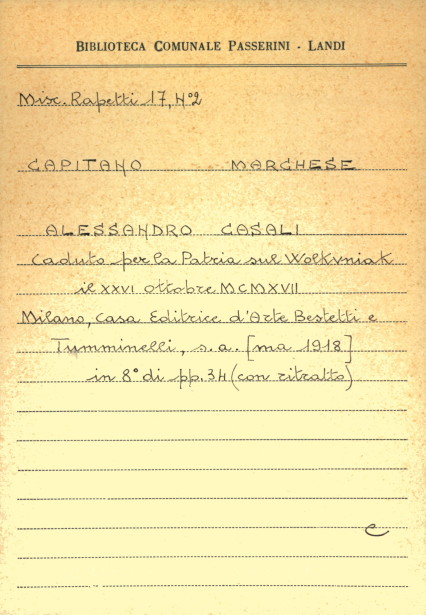 BIBLIOTECA COMUNALE PASSERINI - LANDI
Misc. Rapetti 17, N°2
CAPITANO MARCHESE
ALESSANDRO CASALI
Caduto per la Patria sul Wolkvniak
il XXVI ottobre MCMXVII
Milano, Casa Editrice d'Arte Bestetti e
Tumminelli, s. a. [ma 1918]
in 8° di pp. 34 (con ritratto)
e